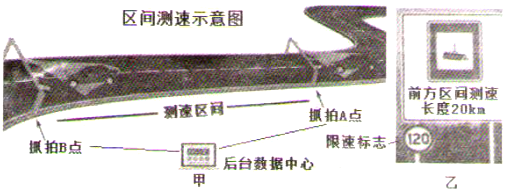 区间测速示意图
测速区间
抓拍A点
抓拍B点
后台数据中心
甲
前方区间测速
长度20km
限速标志
120
乙